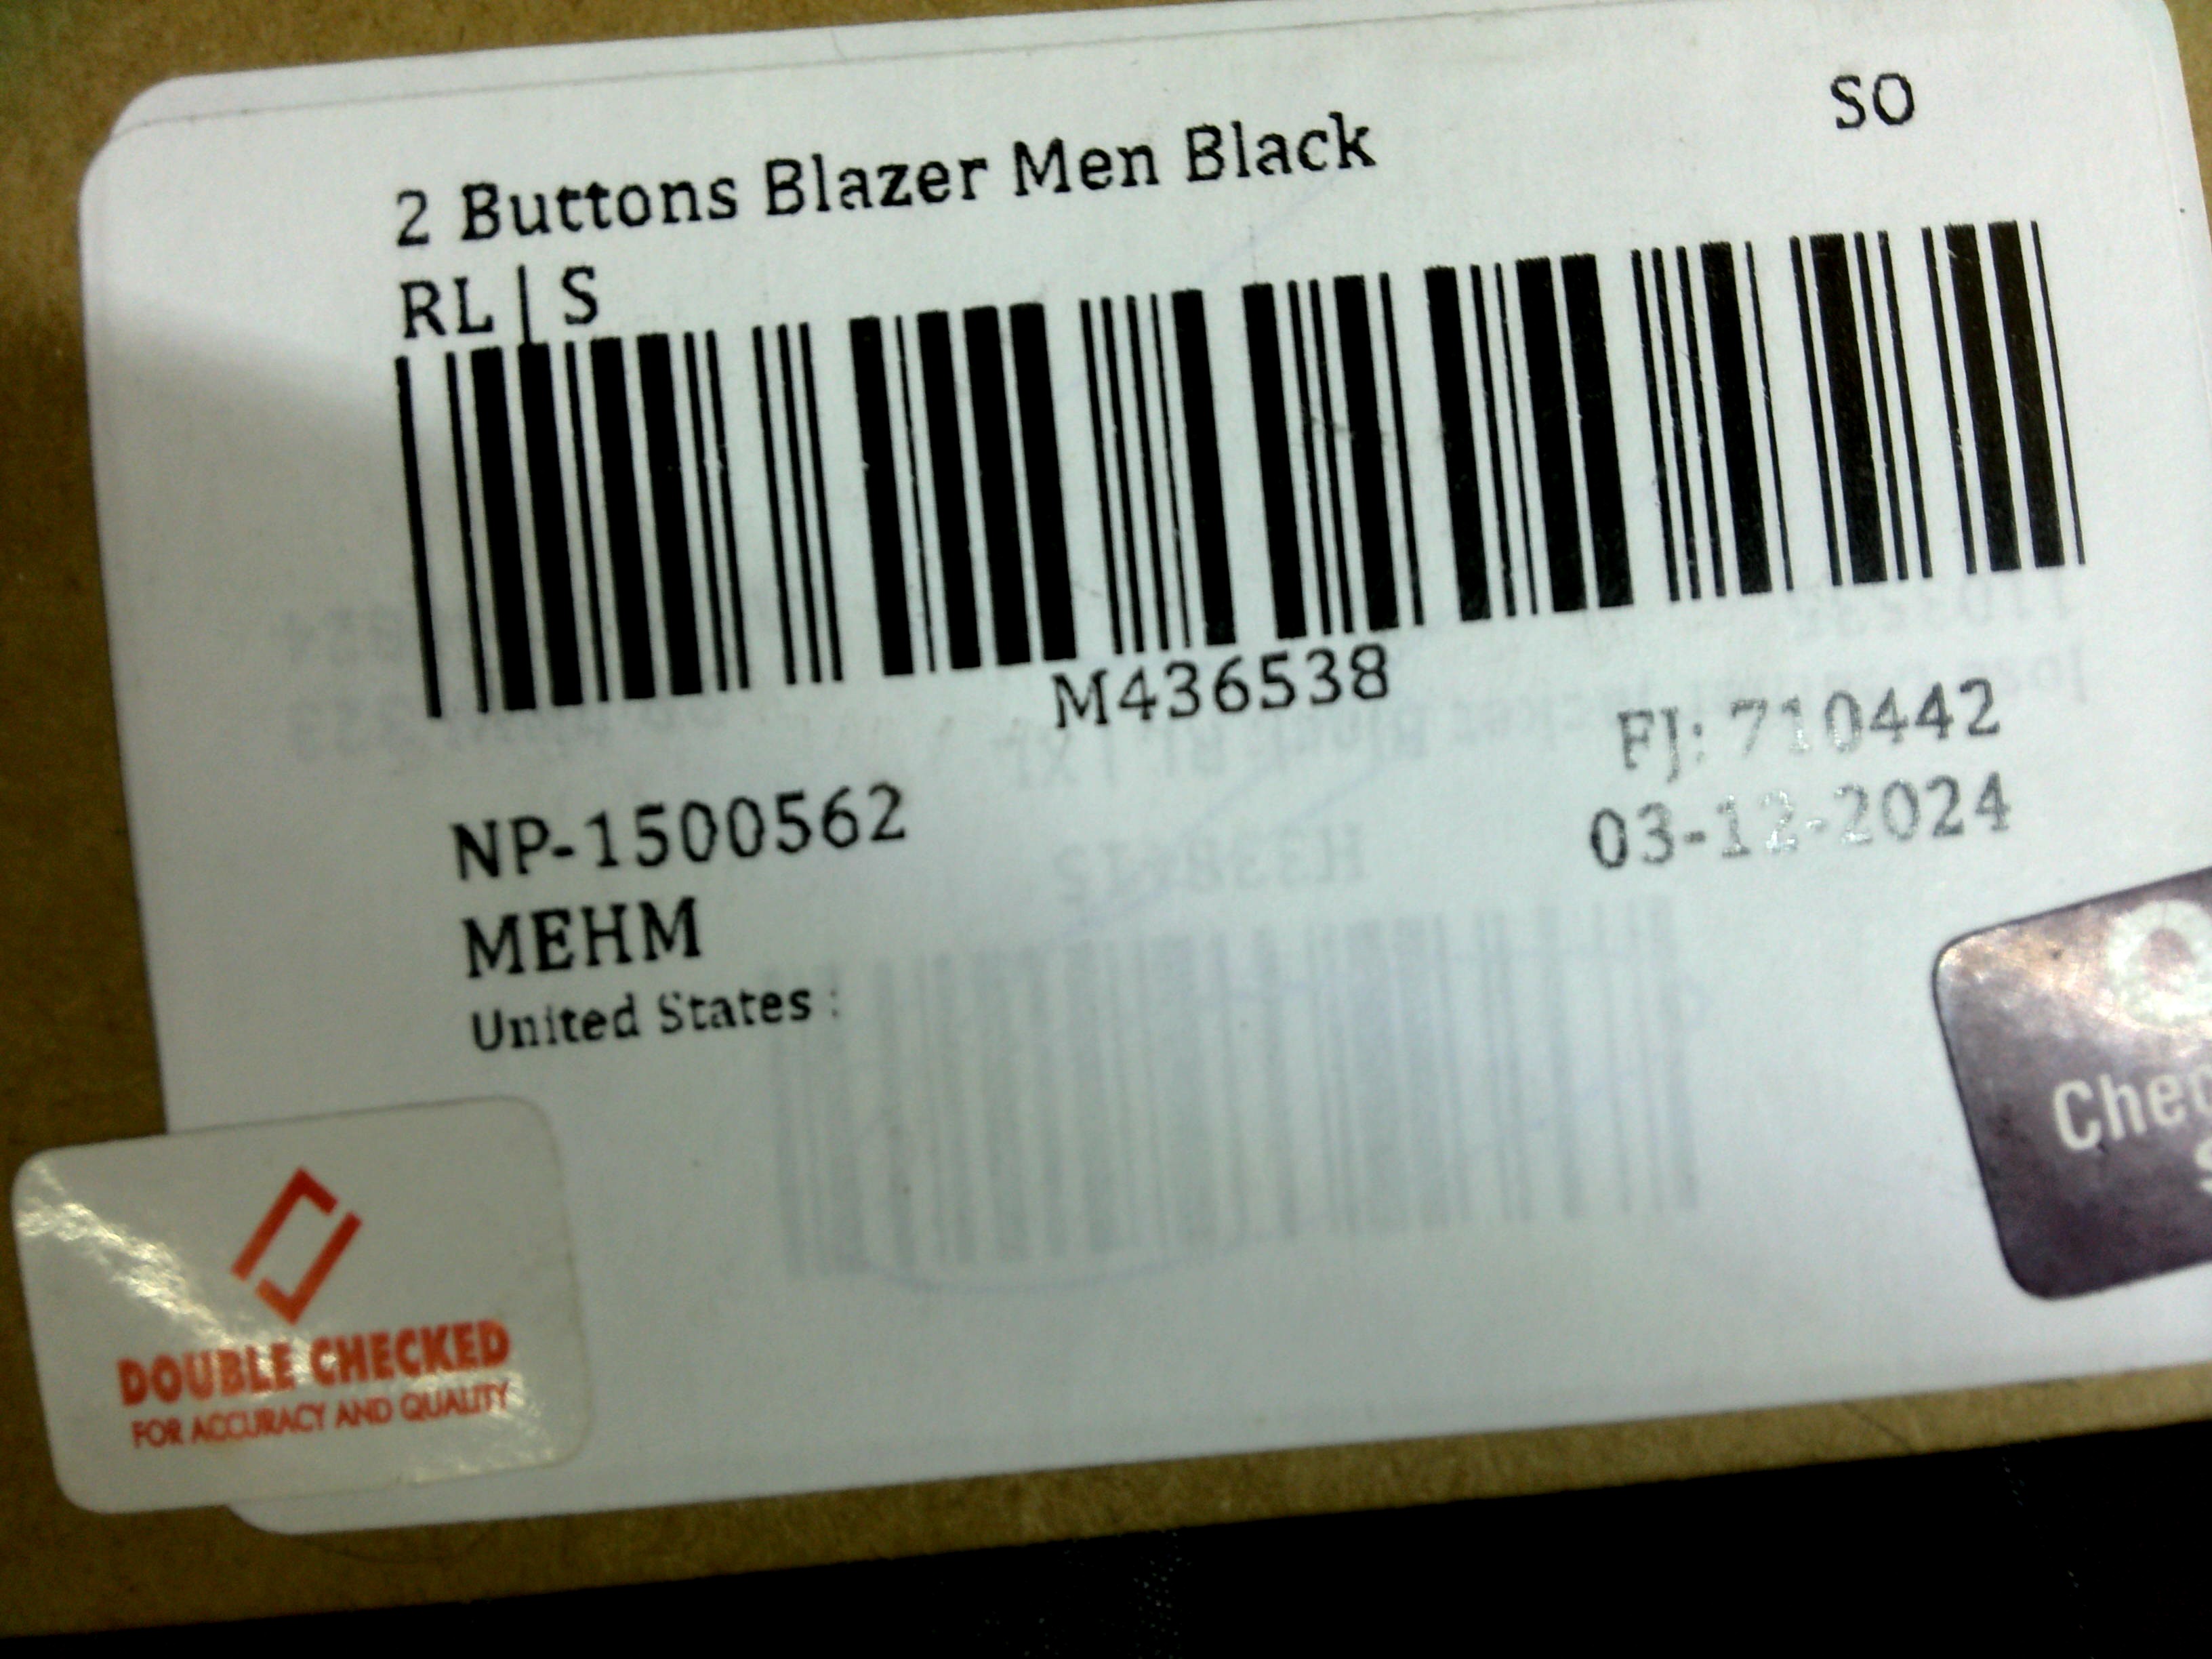 SO
2 Buttons Blazer Men Black
RL | S
M436538
FJ: 710442
03-12-2024
NP-1500562
MEHM
United States :
DOUBLE CHECKED
FOR ACCURACY AND QUALITY